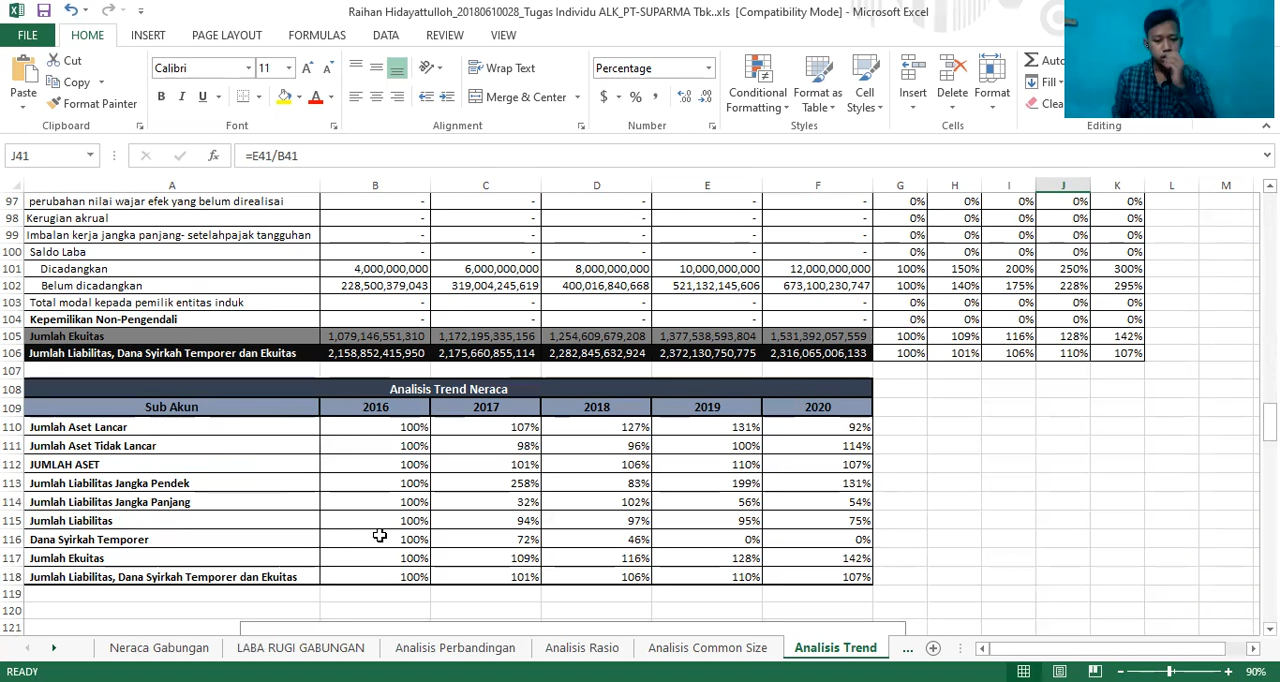 Raihan Hidayattulloh_20180610028_Tugas Individu ALK_PT-SUPARMA Tbk..xls [Compatibility Mode] - Microsoft Excel
FILE HOME INSERT PAGE LAYOUT FORMULAS DATA REVIEW VIEW
Cut
Copy
Format Painter
Paste
Clipboard
Calibri 11
B I U
Font
Wrap Text
Merge & Center
Alignment
Percentage
$ % ,
Number
Conditional Formatting
Format as Table
Cell Styles
Styles
Insert Delete Format
Cells
Auto
Fill
Clea
Editing
J41 fx =E41/B41
A B C D E F G H I J K L M
97 perubahan nilai wajar efek yang belum direalisasi - - - - - 0% 0% 0% 0% 0%
98 Kerugian akrual - - - - - 0% 0% 0% 0% 0%
99 Imbalan kerja jangka panjang- setelahpajak tangguhan - - - - - 0% 0% 0% 0% 0%
100 Saldo Laba 0% 0% 0% 0% 0%
101 Dicadangkan 4,000,000,000 6,000,000,000 8,000,000,000 10,000,000,000 12,000,000,000 100% 150% 200% 250% 300%
102 Belum dicadangkan 228,500,379,043 319,004,245,619 400,016,840,668 521,132,145,606 673,100,230,747 100% 140% 175% 228% 295%
103 Total modal kepada pemilik entitas induk - - - - - 0% 0% 0% 0% 0%
104 Kepemilikan Non-Pengendali - - - - - 0% 0% 0% 0% 0%
105 Jumlah Ekuitas 1,079,146,551,310 1,172,195,335,156 1,254,609,679,208 1,377,538,593,804 1,531,392,057,559 100% 109% 116% 128% 142%
106 Jumlah Liabilitas, Dana Syirkah Temporer dan Ekuitas 2,158,852,415,950 2,175,660,855,114 2,282,845,632,924 2,372,130,750,775 2,316,065,006,133 100% 101% 106% 110% 107%
107
108 Analisis Trend Neraca
109 Sub Akun 2016 2017 2018 2019 2020
110 Jumlah Aset Lancar 100% 107% 127% 131% 92%
111 Jumlah Aset Tidak Lancar 100% 98% 96% 100% 114%
112 JUMLAH ASET 100% 101% 106% 110% 107%
113 Jumlah Liabilitas Jangka Pendek 100% 258% 83% 199% 131%
114 Jumlah Liabilitas Jangka Panjang 100% 32% 102% 56% 54%
115 Jumlah Liabilitas 100% 94% 97% 95% 75%
116 Dana Syirkah Temporer 100% 72% 46% 0% 0%
117 Jumlah Ekuitas 100% 109% 116% 128% 142%
118 Jumlah Liabilitas, Dana Syirkah Temporer dan Ekuitas 100% 101% 106% 110% 107%
119
120
121
Neraca Gabungan LABA RUGI GABUNGAN Analisis Perbandingan Analisis Rasio Analisis Common Size Analisis Trend ...
READY 90%